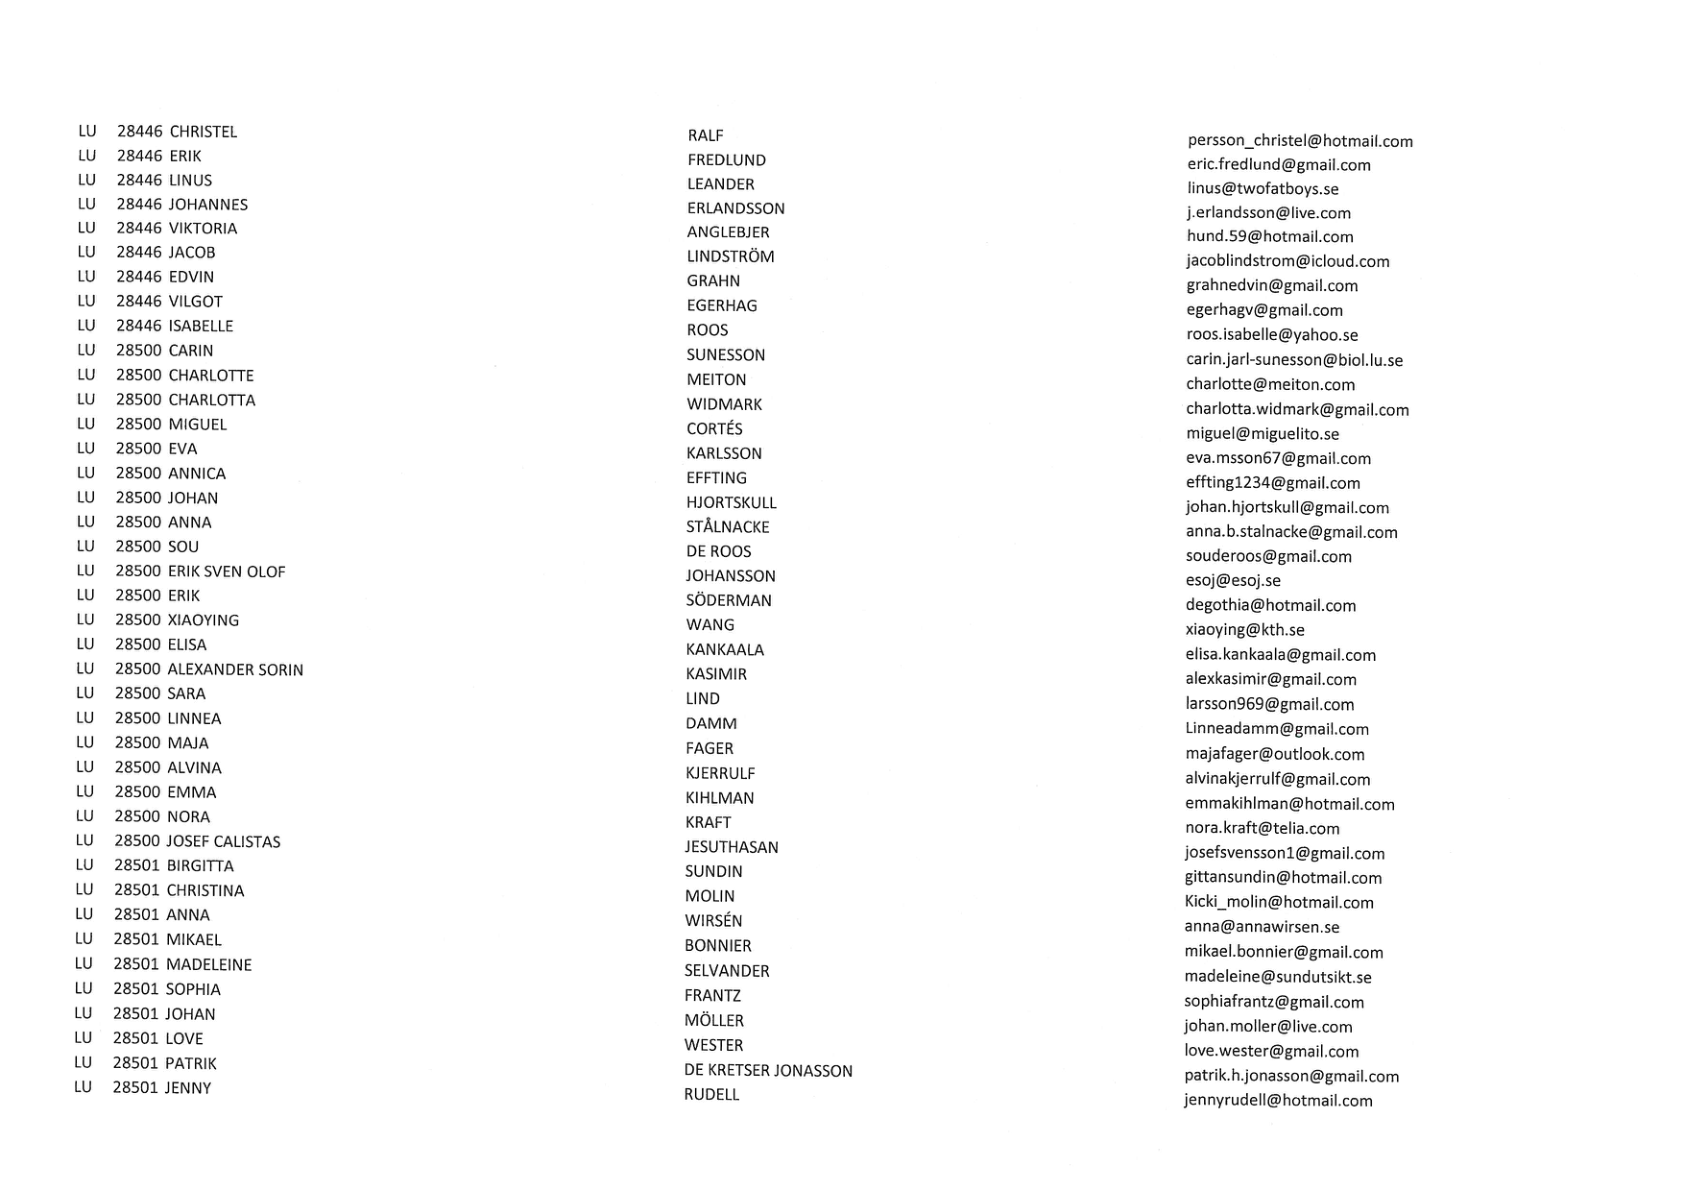 LU 28446 CHRISTEL RALF persson_christel@hotmail.com
LU 28446 ERIK FREDLUND eric.fredlund@gmail.com
LU 28446 LINUS LEANDER linus@twofatboys.se
LU 28446 JOHANNES ERLANDSSON j.erlandsson@live.com
LU 28446 VIKTORIA ANGLEBJER hund.59@hotmail.com
LU 28446 JACOB LINDSTRÖM jacoblindstrom@icloud.com
LU 28446 EDVIN GRAHN grahnedvin@gmail.com
LU 28446 VILGOT EGERHAG egerhagv@gmail.com
LU 28446 ISABELLE ROOS roos.isabelle@yahoo.se
LU 28500 CARIN SUNESSON carin.jarl-sunesson@biol.lu.se
LU 28500 CHARLOTTE MEITON charlotte@meiton.com
LU 28500 CHARLOTTA WIDMARK charlotta.widmark@gmail.com
LU 28500 MIGUEL CORTÉS miguel@miguelito.se
LU 28500 EVA KARLSSON eva.msson67@gmail.com
LU 28500 ANNICA EFFTING effting1234@gmail.com
LU 28500 JOHAN HJORTSKULL johan.hjortskull@gmail.com
LU 28500 ANNA STÅLNACKE anna.b.stalnacke@gmail.com
LU 28500 SOU DE ROOS souderoos@gmail.com
LU 28500 ERIK SVEN OLOF JOHANSSON esoj@esoj.se
LU 28500 ERIK SÖDERMAN degothia@hotmail.com
LU 28500 XIAOYING WANG xiaoying@kth.se
LU 28500 ELISA KANKAALA elisa.kankaala@gmail.com
LU 28500 ALEXANDER SORIN KASIMIR alexkasimir@gmail.com
LU 28500 SARA LIND larsson969@gmail.com
LU 28500 LINNEA DAMM Linneadamm@gmail.com
LU 28500 MAJA FAGER majafager@outlook.com
LU 28500 ALVINA KJERRULF alvinakjerrulf@gmail.com
LU 28500 EMMA KIHLMAN emmakihlman@hotmail.com
LU 28500 NORA KRAFT nora.kraft@telia.com
LU 28500 JOSEF CALISTAS JESUTHASAN josefsvensson1@gmail.com
LU 28501 BIRGITTA SUNDIN gittansundin@hotmail.com
LU 28501 CHRISTINA MOLIN Kicki_molin@hotmail.com
LU 28501 ANNA WIRSÉN anna@annawirsen.se
LU 28501 MIKAEL BONNIER mikael.bonnier@gmail.com
LU 28501 MADELEINE SELVANDER madeleine@sundutsikt.se
LU 28501 SOPHIA FRANTZ sophiafrantz@gmail.com
LU 28501 JOHAN MÖLLER johan.moller@live.com
LU 28501 LOVE WESTER love.wester@gmail.com
LU 28501 PATRIK DE KRETSER JONASSON patrik.h.jonasson@gmail.com
LU 28501 JENNY RUDELL jennyrudell@hotmail.com